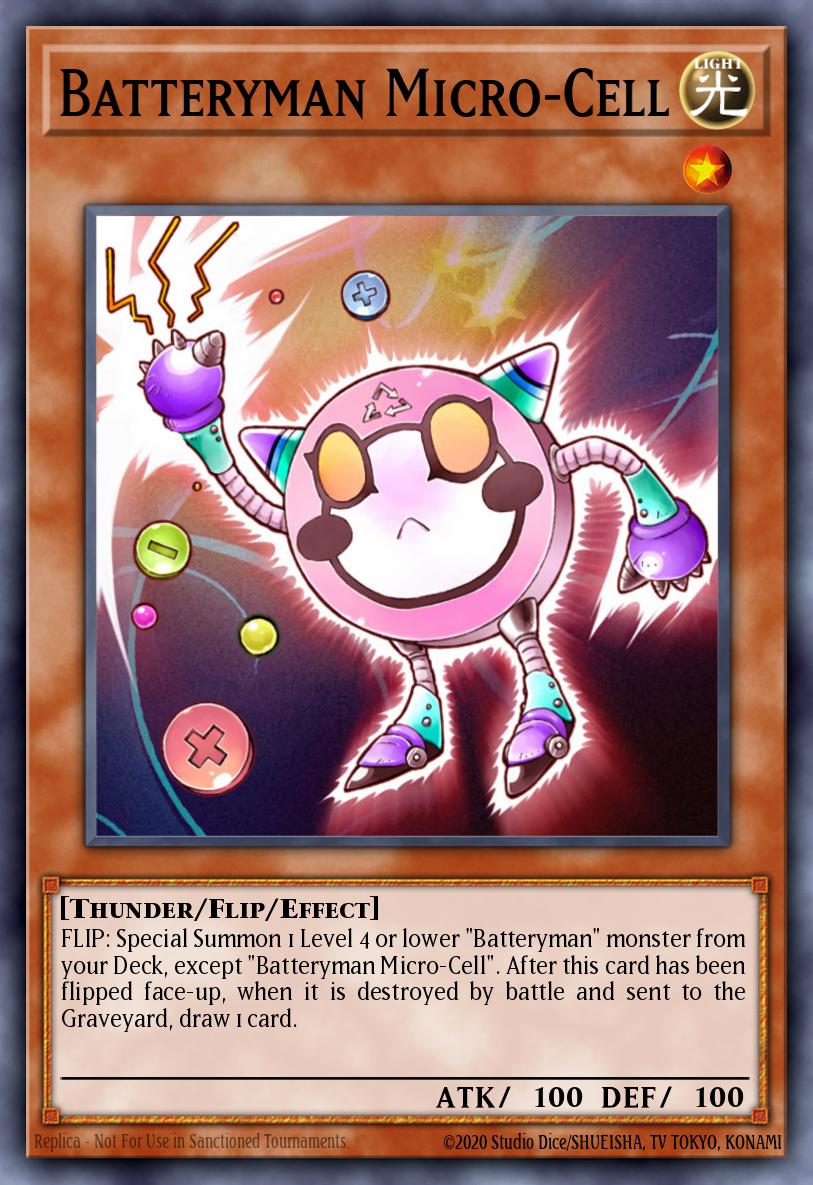 Batteryman Micro-Cell
LIGHT
光
[Thunder/Flip/Effect]
FLIP: Special Summon 1 Level 4 or lower "Batteryman" monster from
your Deck, except "Batteryman Micro-Cell". After this card has been
flipped face-up, when it is destroyed by battle and sent to the
Graveyard, draw 1 card.
ATK/ 100 DEF/ 100
Replica - Not For Use in Sanctioned Tournaments.
©2020 Studio Dice/SHUEISHA, TV TOKYO, KONAMI